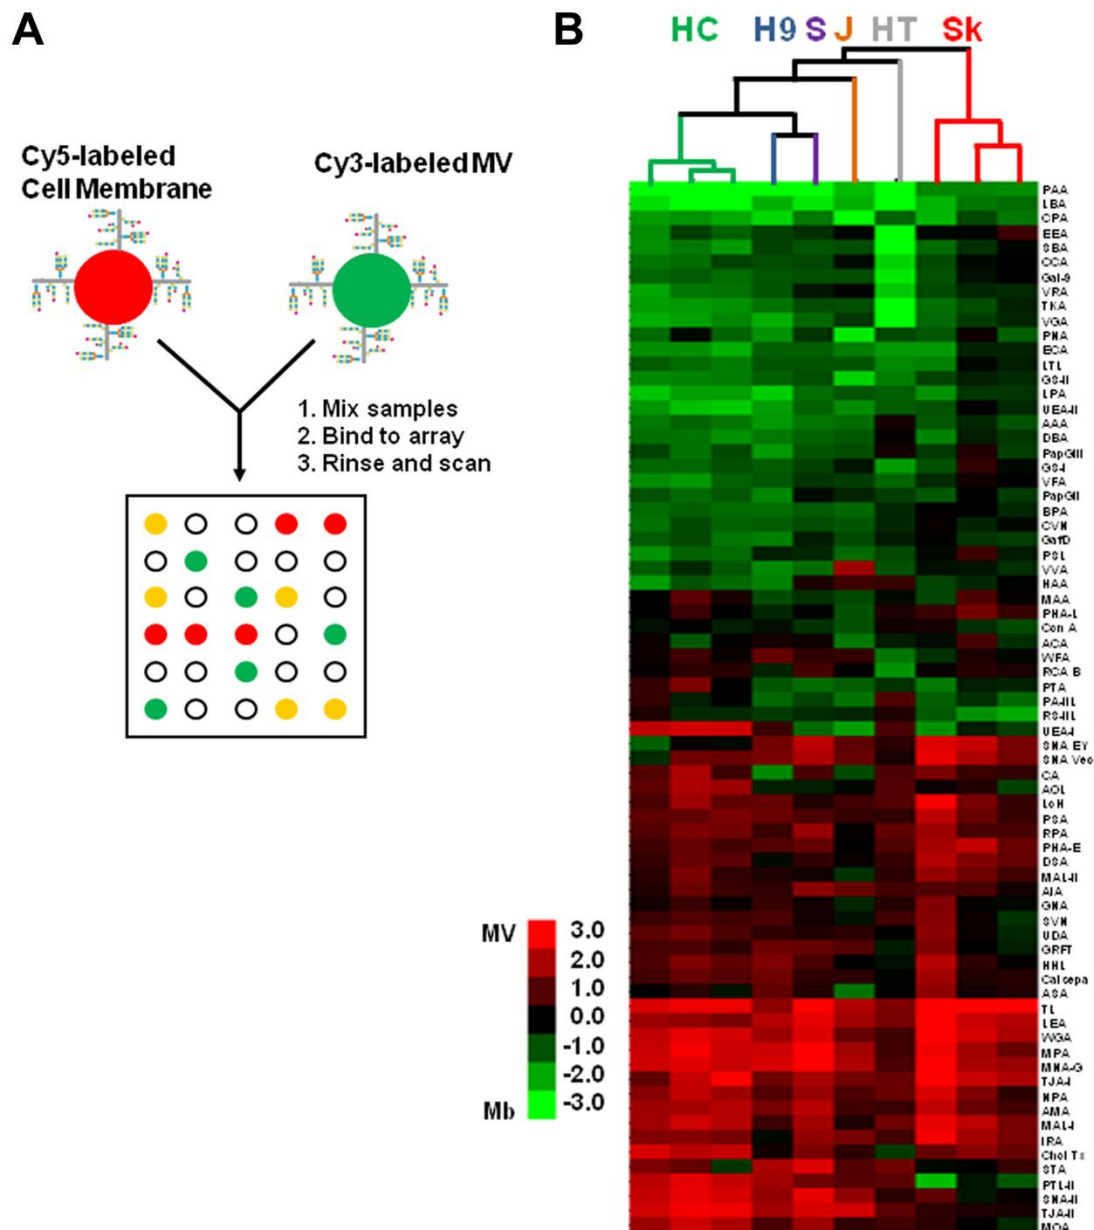 A
B
HC H9 S J HT Sk
Cy5-labeled
Cell Membrane
Cy3-labeled MV
1. Mix samples
2. Bind to array
3. Rinse and scan
MV
3.0
2.0
1.0
0.0
-1.0
-2.0
-3.0
Mb
PAA
LBA
CPA
EEA
SBA
CCA
Gal-9
VRA
TKA
VGA
PNA
ECA
LTL
GS-II
LPA
UEA-II
AAA
DBA
PapGIII
GS-I
VFA
PapGII
BPA
CVN
GafD
PSL
VVA
HAA
MAA
PHA-L
Con A
ACA
WFA
RCA B
PTA
PA-IIL
RS-IIL
UEA-I
SNA EY
SNA Vec
CA
AOL
LcH
PSA
RPA
PHA-E
DSA
MAL-II
AIA
GNA
SVN
UDA
GRFT
HHL
Calsepa
ASA
TL
LEA
WGA
MPA
MNA-G
TJA-I
NPA
AMA
MAL-I
IRA
Chol Tx
STA
PTL-II
SNA-II
TJA-II
MOA